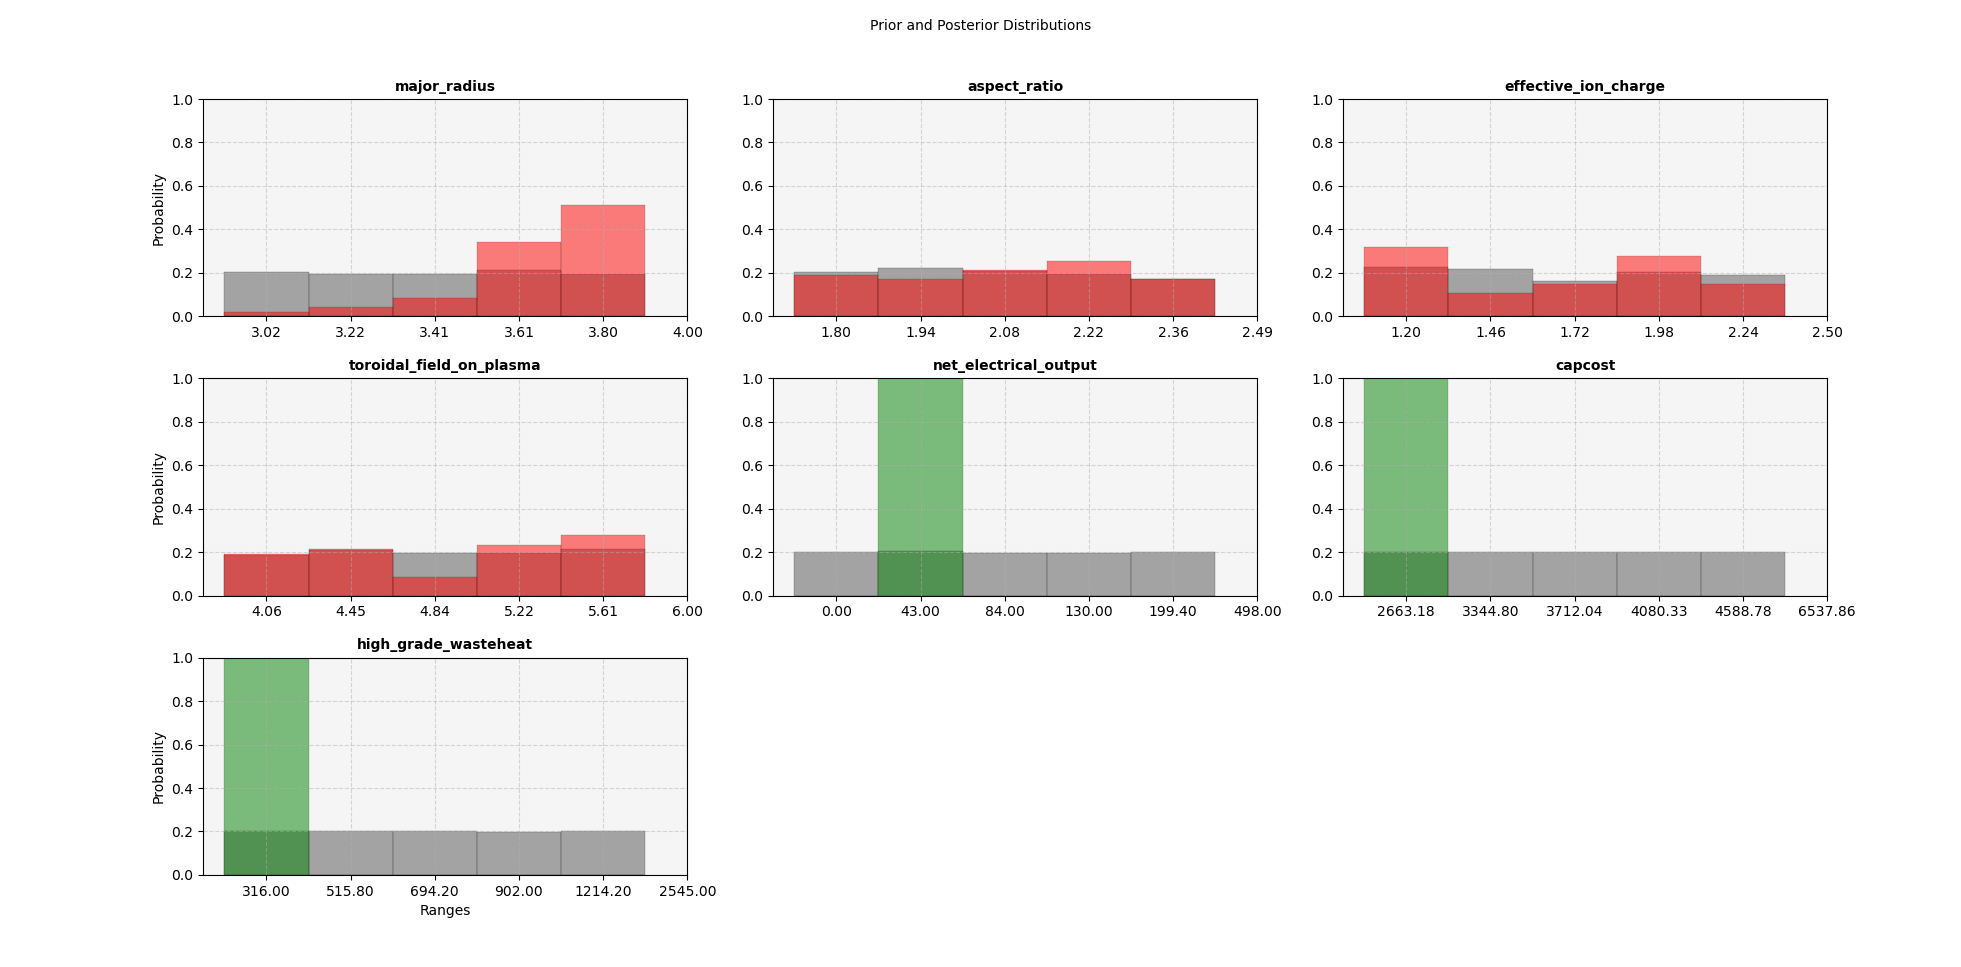 Prior and Posterior Distributions
major_radius
aspect_ratio
effective_ion_charge
1.0
0.8
0.6
0.4
0.2
0.0
Probability
3.02 3.22 3.41 3.61 3.80 4.00
1.0
0.8
0.6
0.4
0.2
0.0
1.80 1.94 2.08 2.22 2.36 2.49
1.0
0.8
0.6
0.4
0.2
0.0
1.20 1.46 1.72 1.98 2.24 2.50
toroidal_field_on_plasma
net_electrical_output
capcost
1.0
0.8
0.6
0.4
0.2
0.0
Probability
4.06 4.45 4.84 5.22 5.61 6.00
1.0
0.8
0.6
0.4
0.2
0.0
0.00 43.00 84.00 130.00 199.40 498.00
1.0
0.8
0.6
0.4
0.2
0.0
2663.18 3344.80 3712.04 4080.33 4588.78 6537.86
high_grade_wasteheat
1.0
0.8
0.6
0.4
0.2
0.0
Probability
316.00 515.80 694.20 902.00 1214.20 2545.00
Ranges